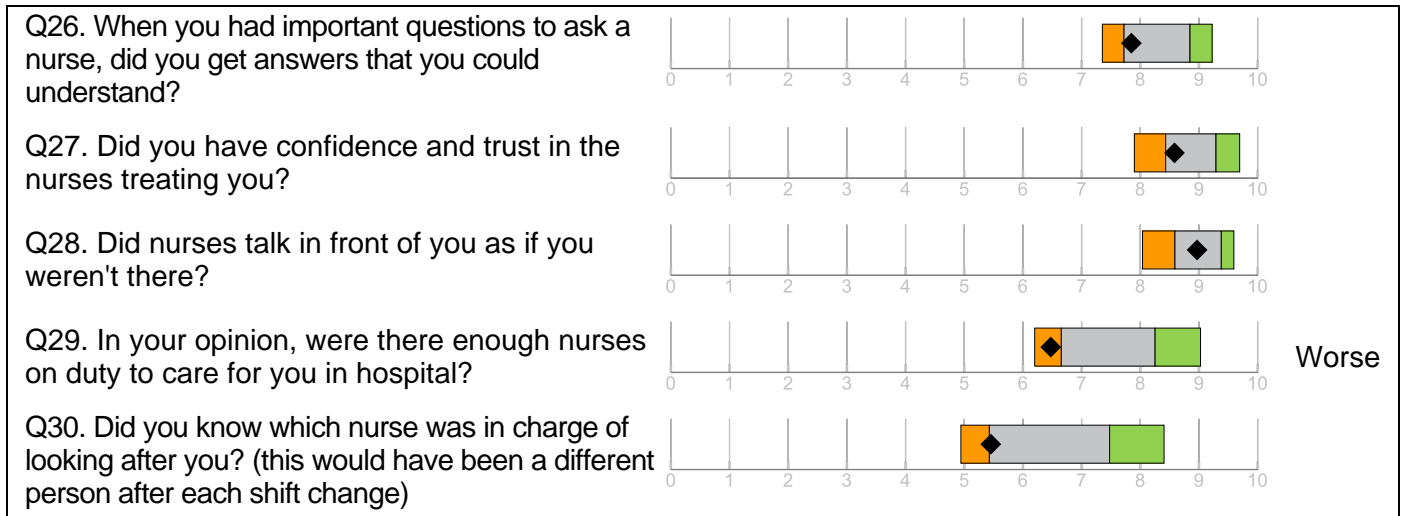 Q26. When you had important questions to ask a
nurse, did you get answers that you could
understand?
0 1 2 3 4 5 6 7 8 9 10
Q27. Did you have confidence and trust in the
nurses treating you?
0 1 2 3 4 5 6 7 8 9 10
Q28. Did nurses talk in front of you as if you
weren't there?
0 1 2 3 4 5 6 7 8 9 10
Q29. In your opinion, were there enough nurses
on duty to care for you in hospital?
0 1 2 3 4 5 6 7 8 9 10
Worse
Q30. Did you know which nurse was in charge of
looking after you? (this would have been a different
person after each shift change)
0 1 2 3 4 5 6 7 8 9 10